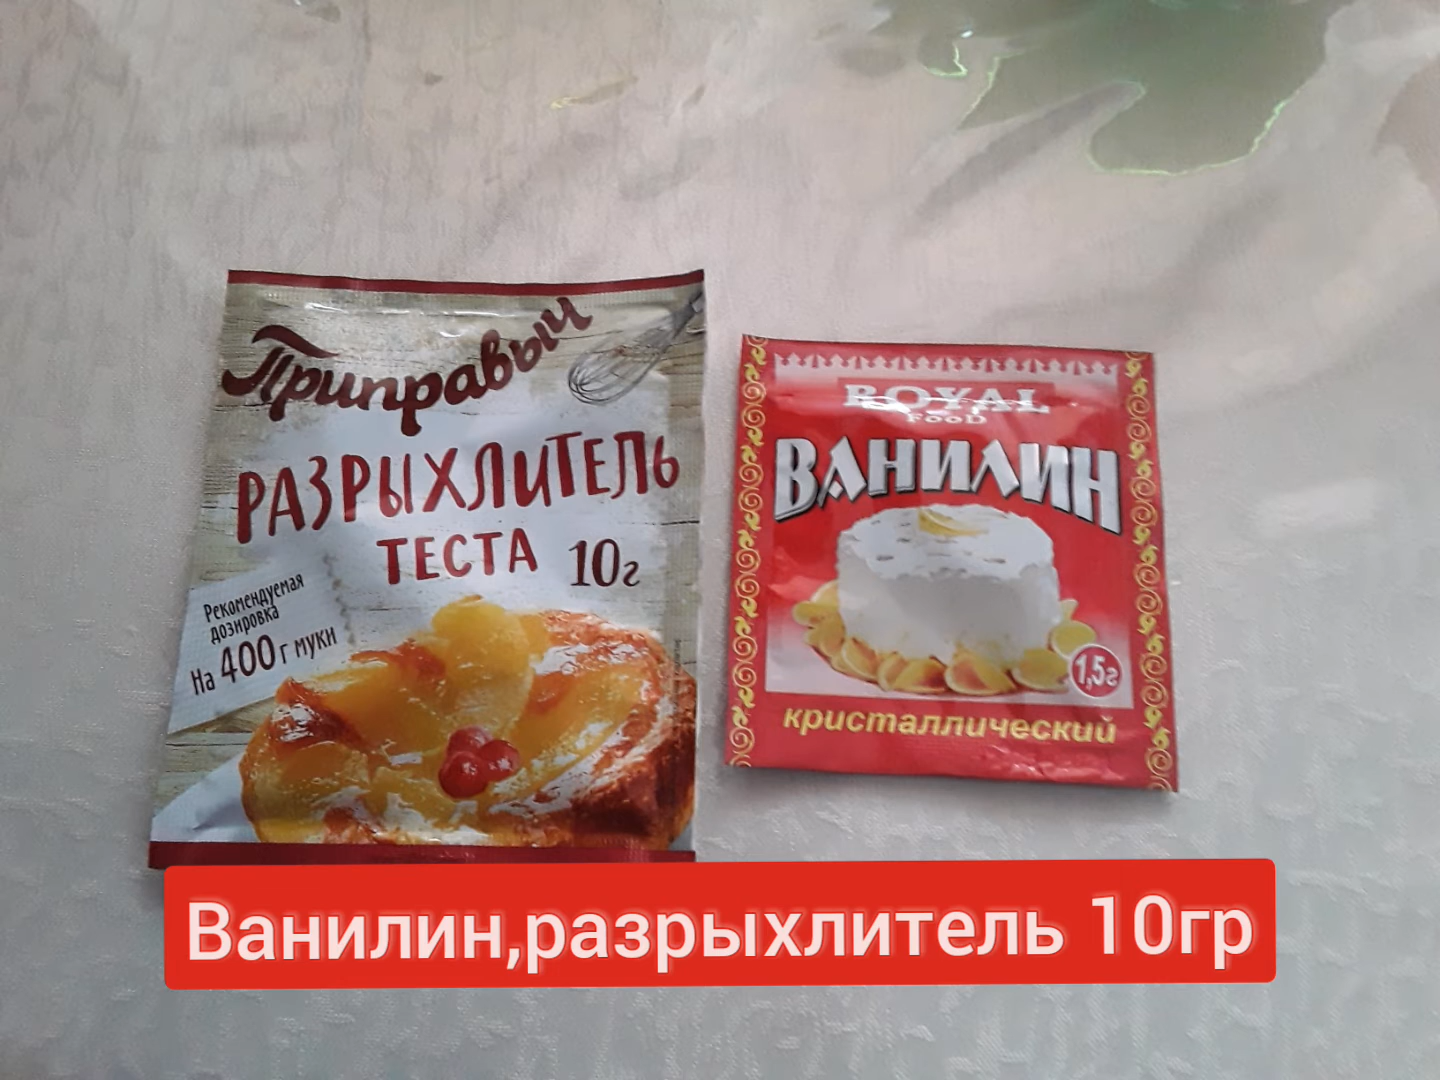 Приправыч
РАЗРЫХЛИТЕЛЬ
ТЕСТА 10г
Рекомендуемая
дозировка
На 400 г муки
ROYAL
FOOD
ВАНИЛИН
1,5г
кристаллический
Ванилин,разрыхлитель 10гр